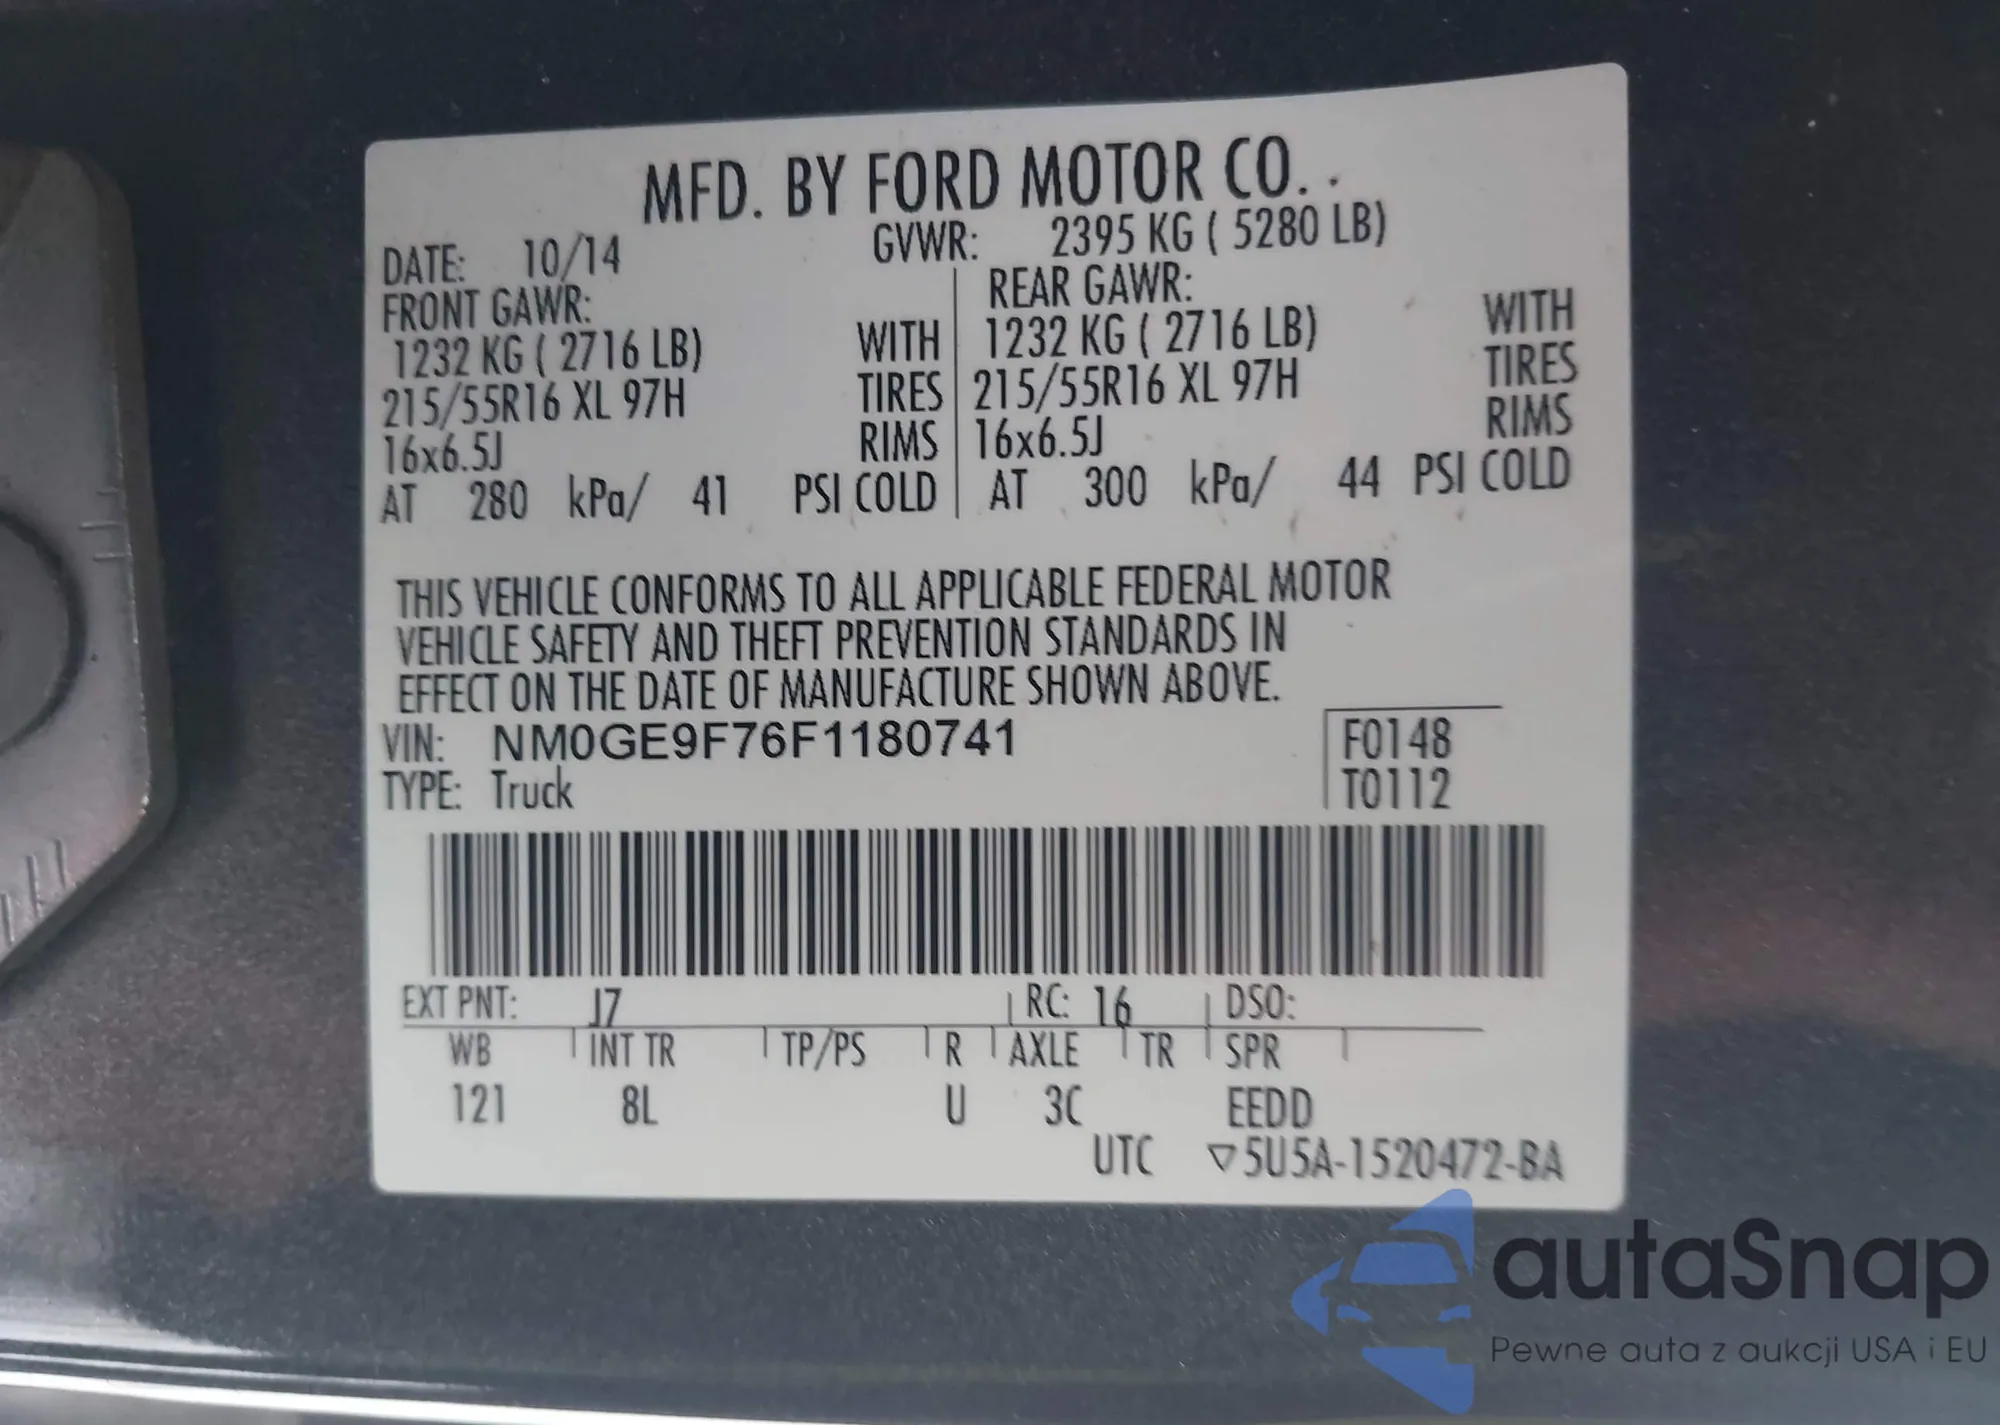 MFD. BY FORD MOTOR CO. .
DATE: 10/14 GVWR: 2395 KG ( 5280 LB)
FRONT GAWR: REAR GAWR:
1232 KG ( 2716 LB) WITH 1232 KG ( 2716 LB) WITH
215/55R16 XL 97H TIRES 215/55R16 XL 97H TIRES
16x6.5J RIMS 16x6.5J RIMS
AT 280 kPa/ 41 PSI COLD AT 300 kPa/ 44 PSI COLD
THIS VEHICLE CONFORMS TO ALL APPLICABLE FEDERAL MOTOR
VEHICLE SAFETY AND THEFT PREVENTION STANDARDS IN
EFFECT ON THE DATE OF MANUFACTURE SHOWN ABOVE.
VIN: NM0GE9F76F1180741 F0148
TYPE: Truck T0112
EXT PNT: J7 RC: 16 DSO:
WB INT TR TP/PS R AXLE TR SPR
121 8L U 3C EEDD
UTC ▽5U5A-1520472-BA
autaSnap
Pewne auta z aukcji USA i EU